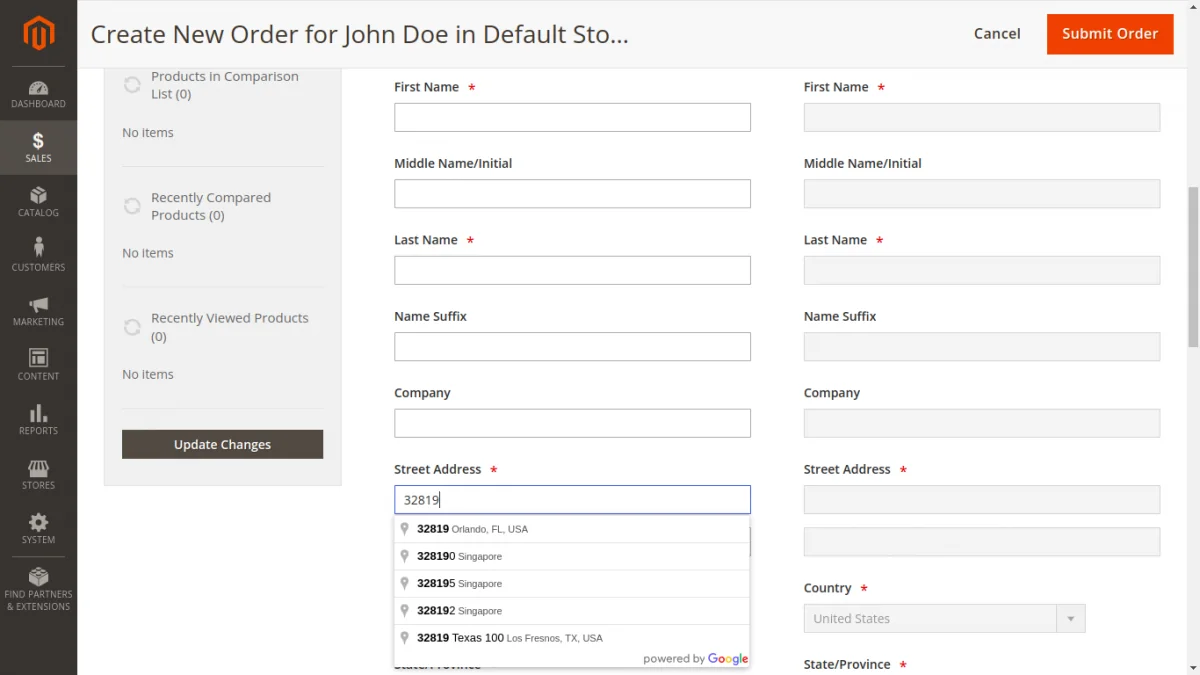 Create New Order for John Doe in Default Sto...
Cancel
Submit Order
DASHBOARD
SALES
CATALOG
CUSTOMERS
MARKETING
CONTENT
REPORTS
STORES
SYSTEM
FIND PARTNERS
& EXTENSIONS
Products in Comparison
List (0)
No items
Recently Compared
Products (0)
No items
Recently Viewed Products
(0)
No items
Update Changes
First Name *
Middle Name/Initial
Last Name *
Name Suffix
Company
Street Address *
32819
32819 Orlando, FL, USA
328190 Singapore
328195 Singapore
328192 Singapore
32819 Texas 100 Los Fresnos, TX, USA
powered by Google
State/Province
First Name *
Middle Name/Initial
Last Name *
Name Suffix
Company
Street Address *
Country *
United States
State/Province *